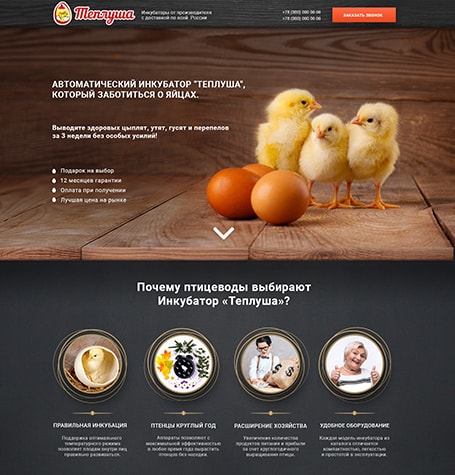 Теплуша
Инкубаторы от производителя
с доставкой по всей России
+78 (900) 000 00 00
+78 (900) 000 00 00
ЗАКАЗАТЬ ЗВОНОК
АВТОМАТИЧЕСКИЙ ИНКУБАТОР "ТЕПЛУША",
КОТОРЫЙ ЗАБОТИТЬСЯ О ЯЙЦАХ.
Выводите здоровых цыплят, утят, гусят и перепелов
за 3 недели без особых усилий!
Подарок на выбор
12 месяцев гарантии
Оплата при получении
Лучшая цена на рынке
Почему птицеводы выбирают
Инкубатор «Теплуша»?
ПРАВИЛЬНАЯ ИНКУБАЦИЯ
Поддержка оптимального
температурного режима
позволяет плодам внутри яиц
правильно развиваться.
ПТЕНЦЫ КРУГЛЫЙ ГОД
Аппараты позволяют с
максимальной эффективностью
в любое время года вырастить
птенцов без наседки.
РАСШИРЕНИЕ ХОЗЯЙСТВА
Увеличение количества
продуктов питания и прибыли
за счет круглогодичного
выращивания птицы.
УДОБНОЕ ОБОРУДОВАНИЕ
Каждая модель инкубатора из
каталога отличается
компактностью, легкостью
и простотой в эксплуатации.